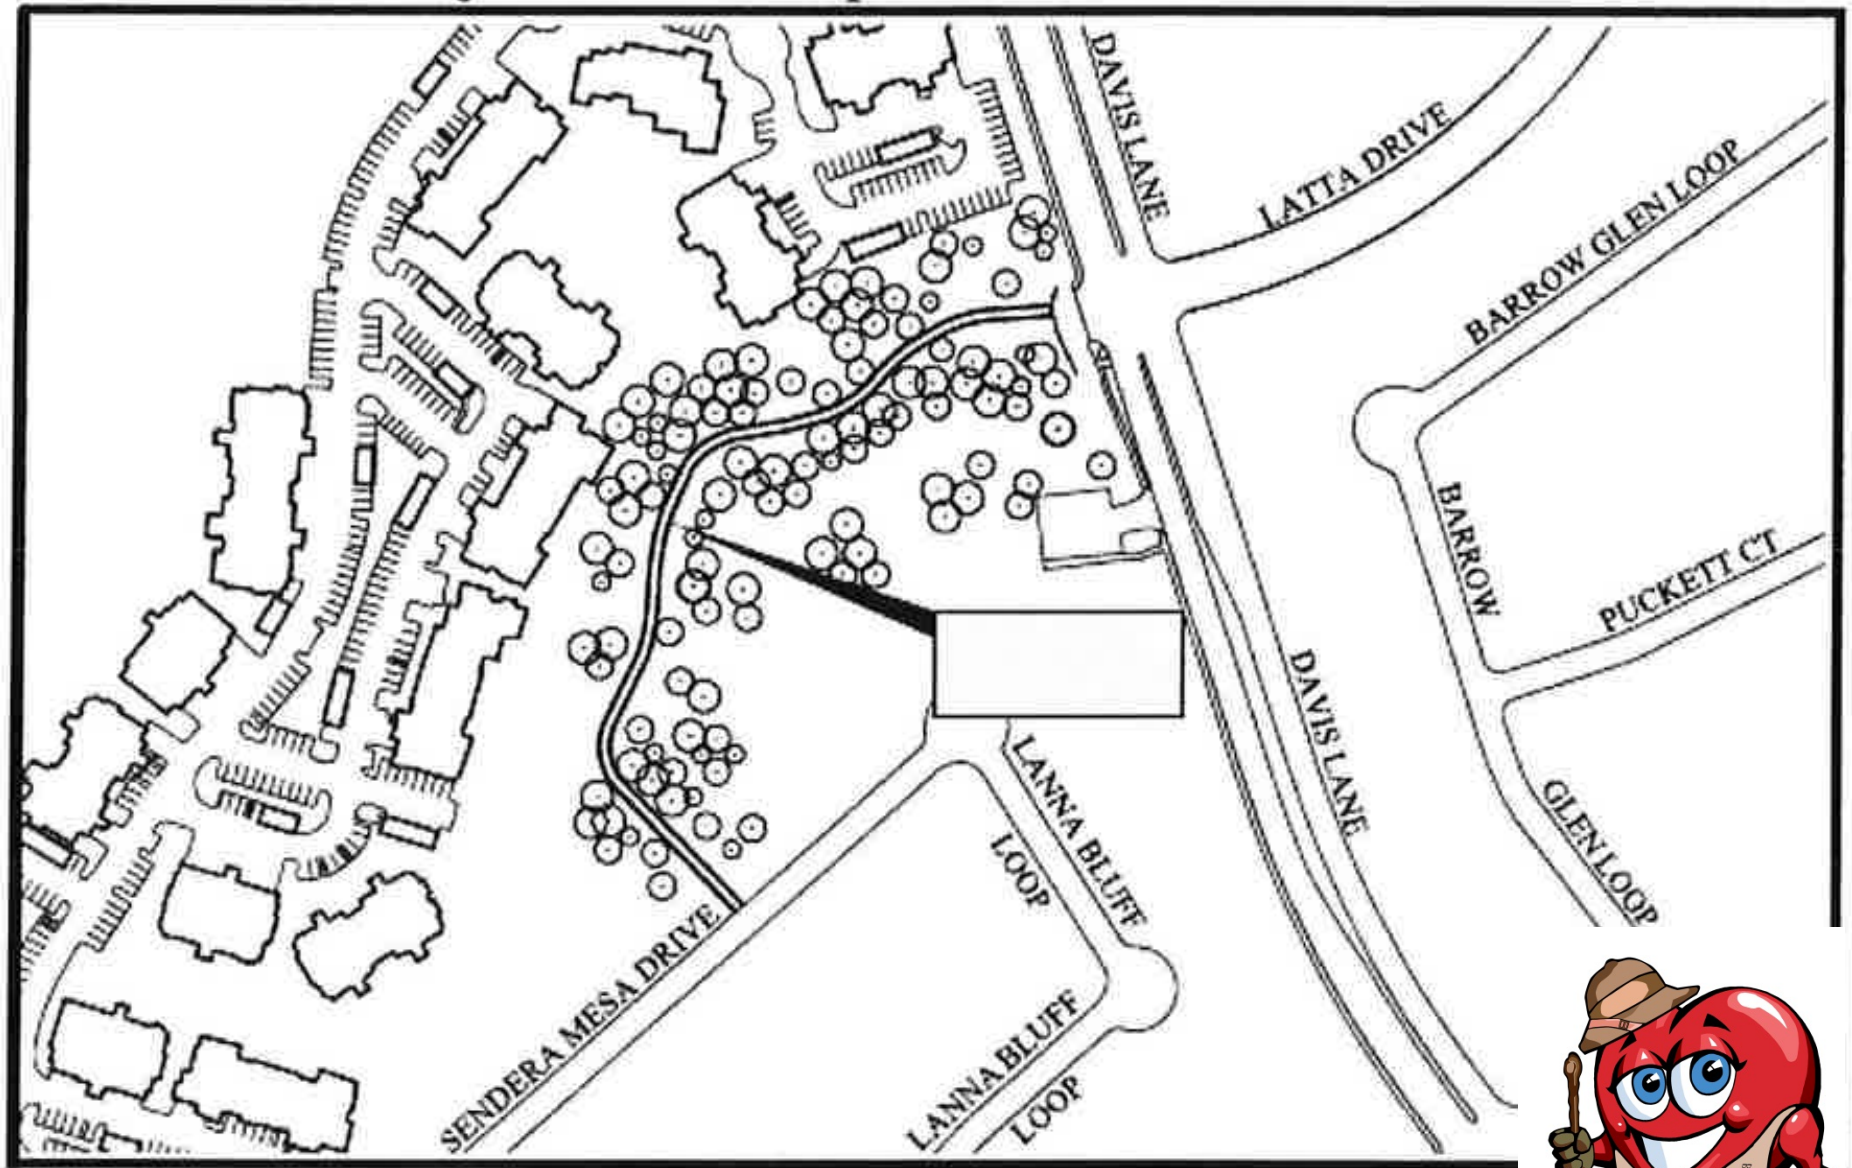 DAVIS LANE
LATTA DRIVE
BARROW GLEN LOOP
BARROW
PUCKETT CT
DAVIS LANE
GLEN LOOP
LANNA BLUFF
LOOP
SENDERA MESA DRIVE
LANNA BLUFF
LOOP